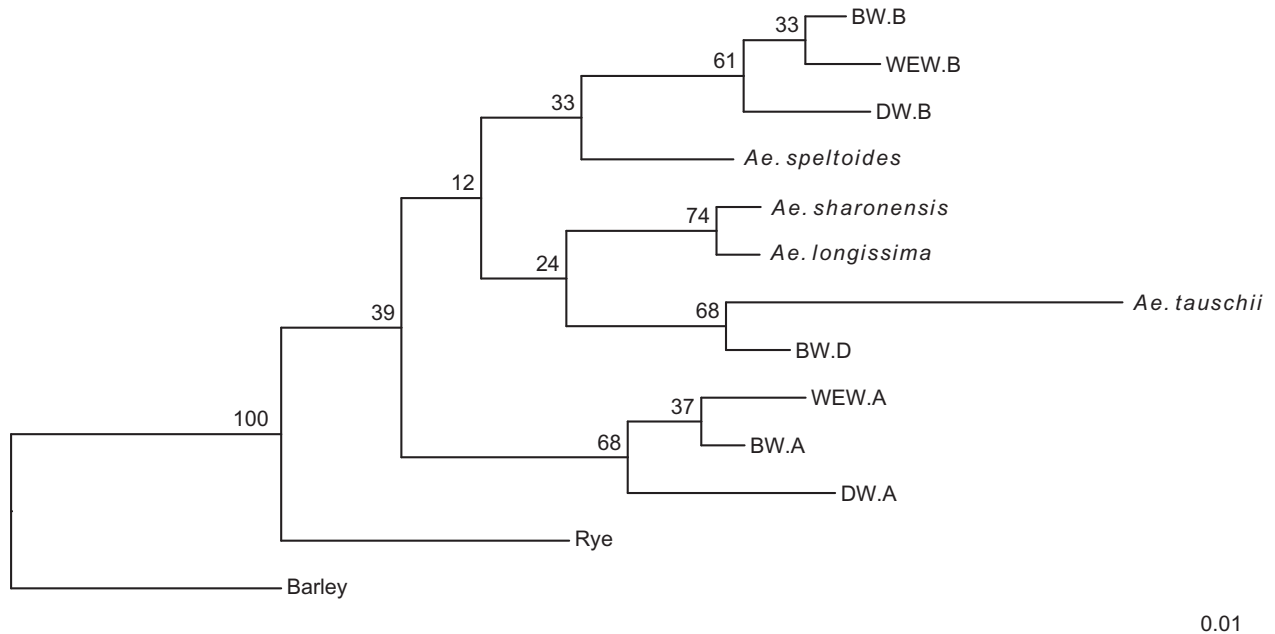 BW.B
33
WEW.B
61
DW.B
33
Ae. speltoides
12
Ae. sharonensis
74
Ae. longissima
24
Ae. tauschii
68
39
BW.D
WEW.A
37
100
BW.A
68
DW.A
Rye
Barley
0.01